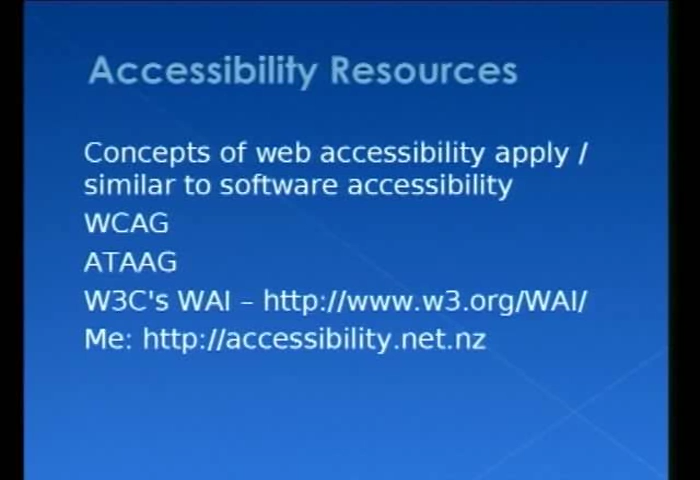 Accessibility Resources
Concepts of web accessibility apply /
similar to software accessibility
WCAG
ATAAG
W3C's WAI – http://www.w3.org/WAI/
Me: http://accessibility.net.nz